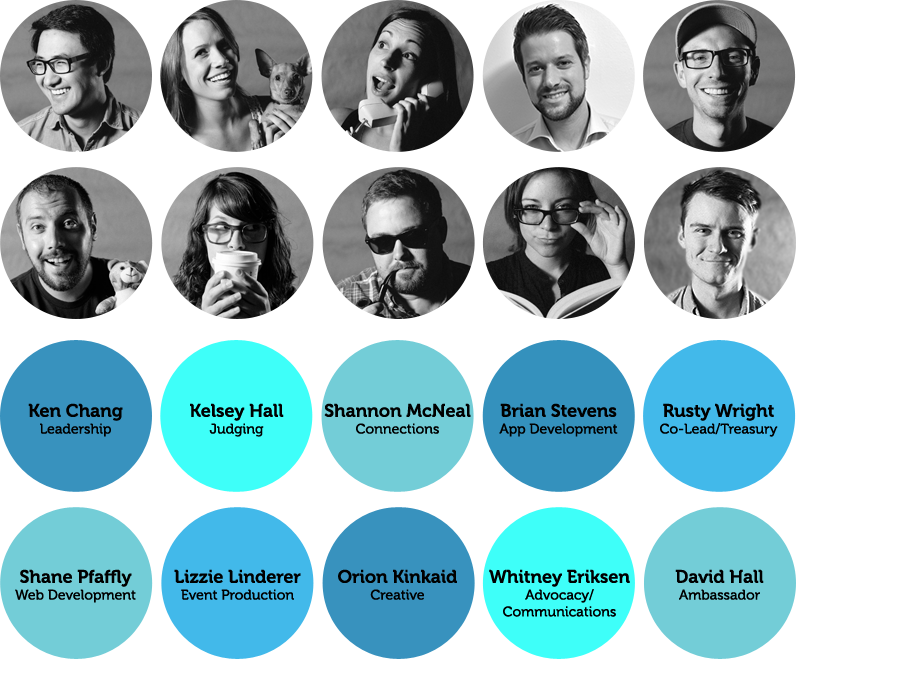 Ken Chang
Leadership
Kelsey Hall
Judging
Shannon McNeal
Connections
Brian Stevens
App Development
Rusty Wright
Co-Lead/Treasury
Shane Pfaffly
Web Development
Lizzie Linderer
Event Production
Orion Kinkaid
Creative
Whitney Eriksen
Advocacy/
Communications
David Hall
Ambassador